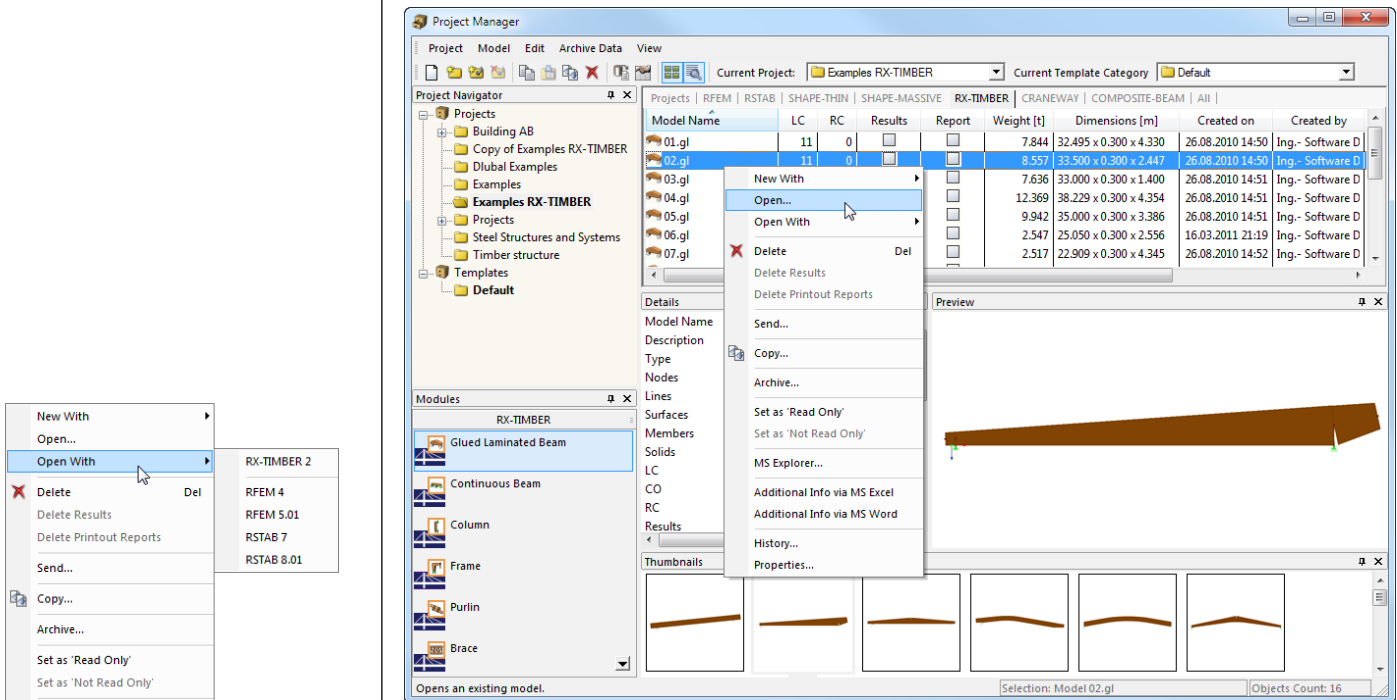 New With
Open...
Open With
Delete Del
Delete Results
Delete Printout Reports
Send...
Copy...
Archive...
Set as 'Read Only'
Set as 'Not Read Only'
RX-TIMBER 2
RFEM 4
RFEM 5.01
RSTAB 7
RSTAB 8.01
Project Manager
Project Model Edit Archive Data View
Current Project: Examples RX-TIMBER Current Template Category Default
Project Navigator
Projects
Building AB
Copy of Examples RX-TIMBER
Dlubal Examples
Examples
Examples RX-TIMBER
Projects
Steel Structures and Systems
Timber structure
Templates
Default
Projects | RFEM | RSTAB | SHAPE-THIN | SHAPE-MASSIVE RX-TIMBER | CRANEWAY | COMPOSITE-BEAM | All |
Model Name LC RC Results Report Weight [t] Dimensions [m] Created on Created by
01.gl 11 0 7.844 32.495 x 0.300 x 4.330 26.08.2010 14:50 Ing.- Software D
02.gl 11 0 8.557 33.500 x 0.300 x 2.447 26.08.2010 14:50 Ing.- Software D
03.gl 7.636 33.000 x 0.300 x 1.400 26.08.2010 14:51 Ing.- Software D
04.gl 12.369 38.229 x 0.300 x 4.354 26.08.2010 14:51 Ing.- Software D
05.gl 9.942 35.000 x 0.300 x 3.386 26.08.2010 14:51 Ing.- Software D
06.gl 2.547 25.050 x 0.300 x 2.556 16.03.2011 21:19 Ing.- Software D
07.gl 2.517 22.909 x 0.300 x 4.345 26.08.2010 14:52 Ing.- Software D
New With
Open...
Open With
Delete Del
Delete Results
Delete Printout Reports
Send...
Copy...
Archive...
Set as 'Read Only'
Set as 'Not Read Only'
MS Explorer...
Additional Info via MS Excel
Additional Info via MS Word
History...
Properties...
Details
Model Name
Description
Type
Nodes
Lines
Surfaces
Members
Solids
LC
CO
RC
Results
Preview
Modules
RX-TIMBER
Glued Laminated Beam
Continuous Beam
Column
Frame
Purlin
Brace
Thumbnails
Opens an existing model. Selection: Model 02.gl Objects Count: 16